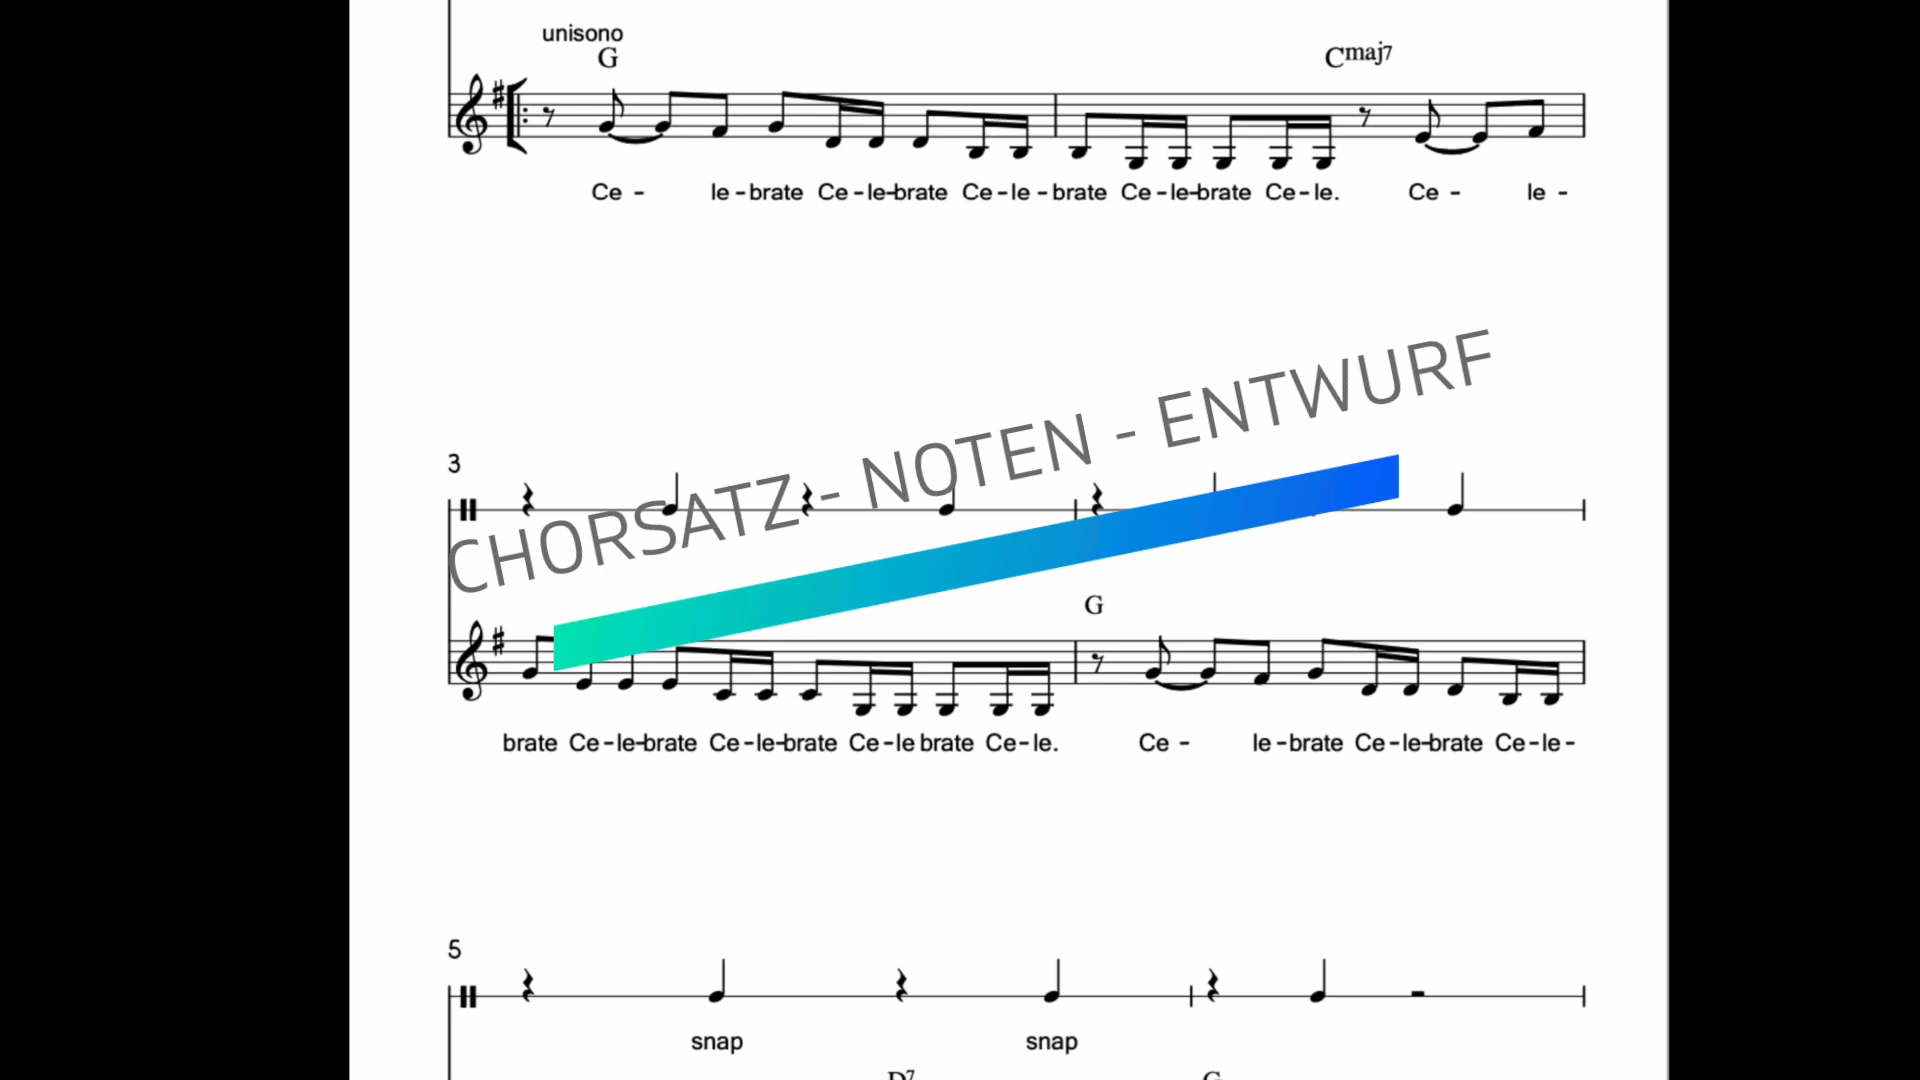 unisono
G Cmaj7
Ce - le - brate Ce - le - brate Ce - le - brate Ce - le - brate Ce - le. Ce - le -
3
CHORSATZ - NOTEN - ENTWURF
G
brate Ce - le - brate Ce - le - brate Ce - le brate Ce - le. Ce - le - brate Ce - le - brate Ce - le -
5
snap snap
D7 G